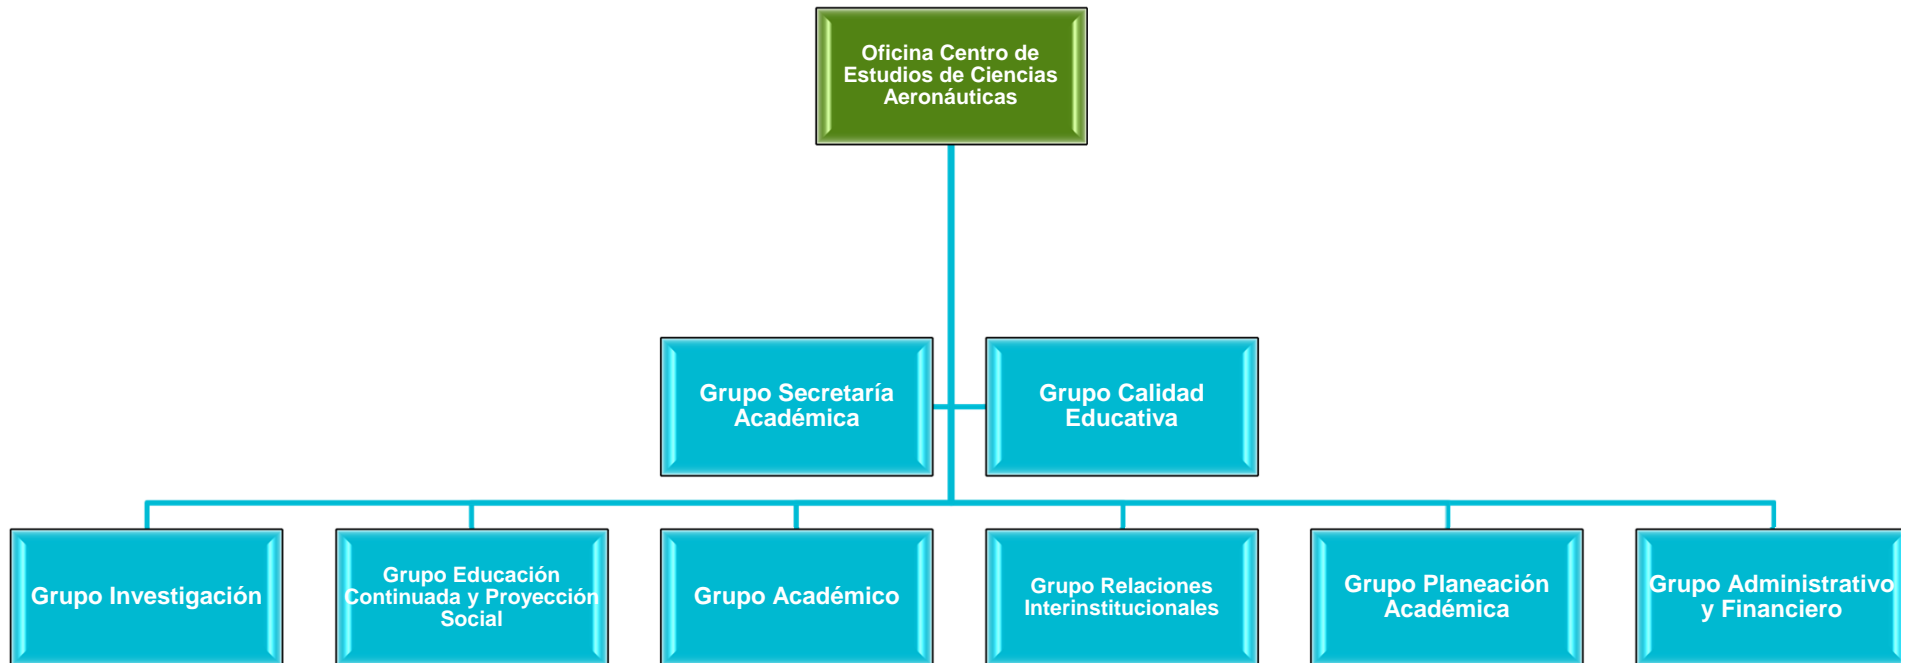 Oficina Centro de
Estudios de Ciencias
Aeronáuticas
Grupo Secretaría
Académica
Grupo Calidad
Educativa
Grupo Investigación
Grupo Educación
Continuada y Proyección
Social
Grupo Académico
Grupo Relaciones
Interinstitucionales
Grupo Planeación
Académica
Grupo Administrativo
y Financiero